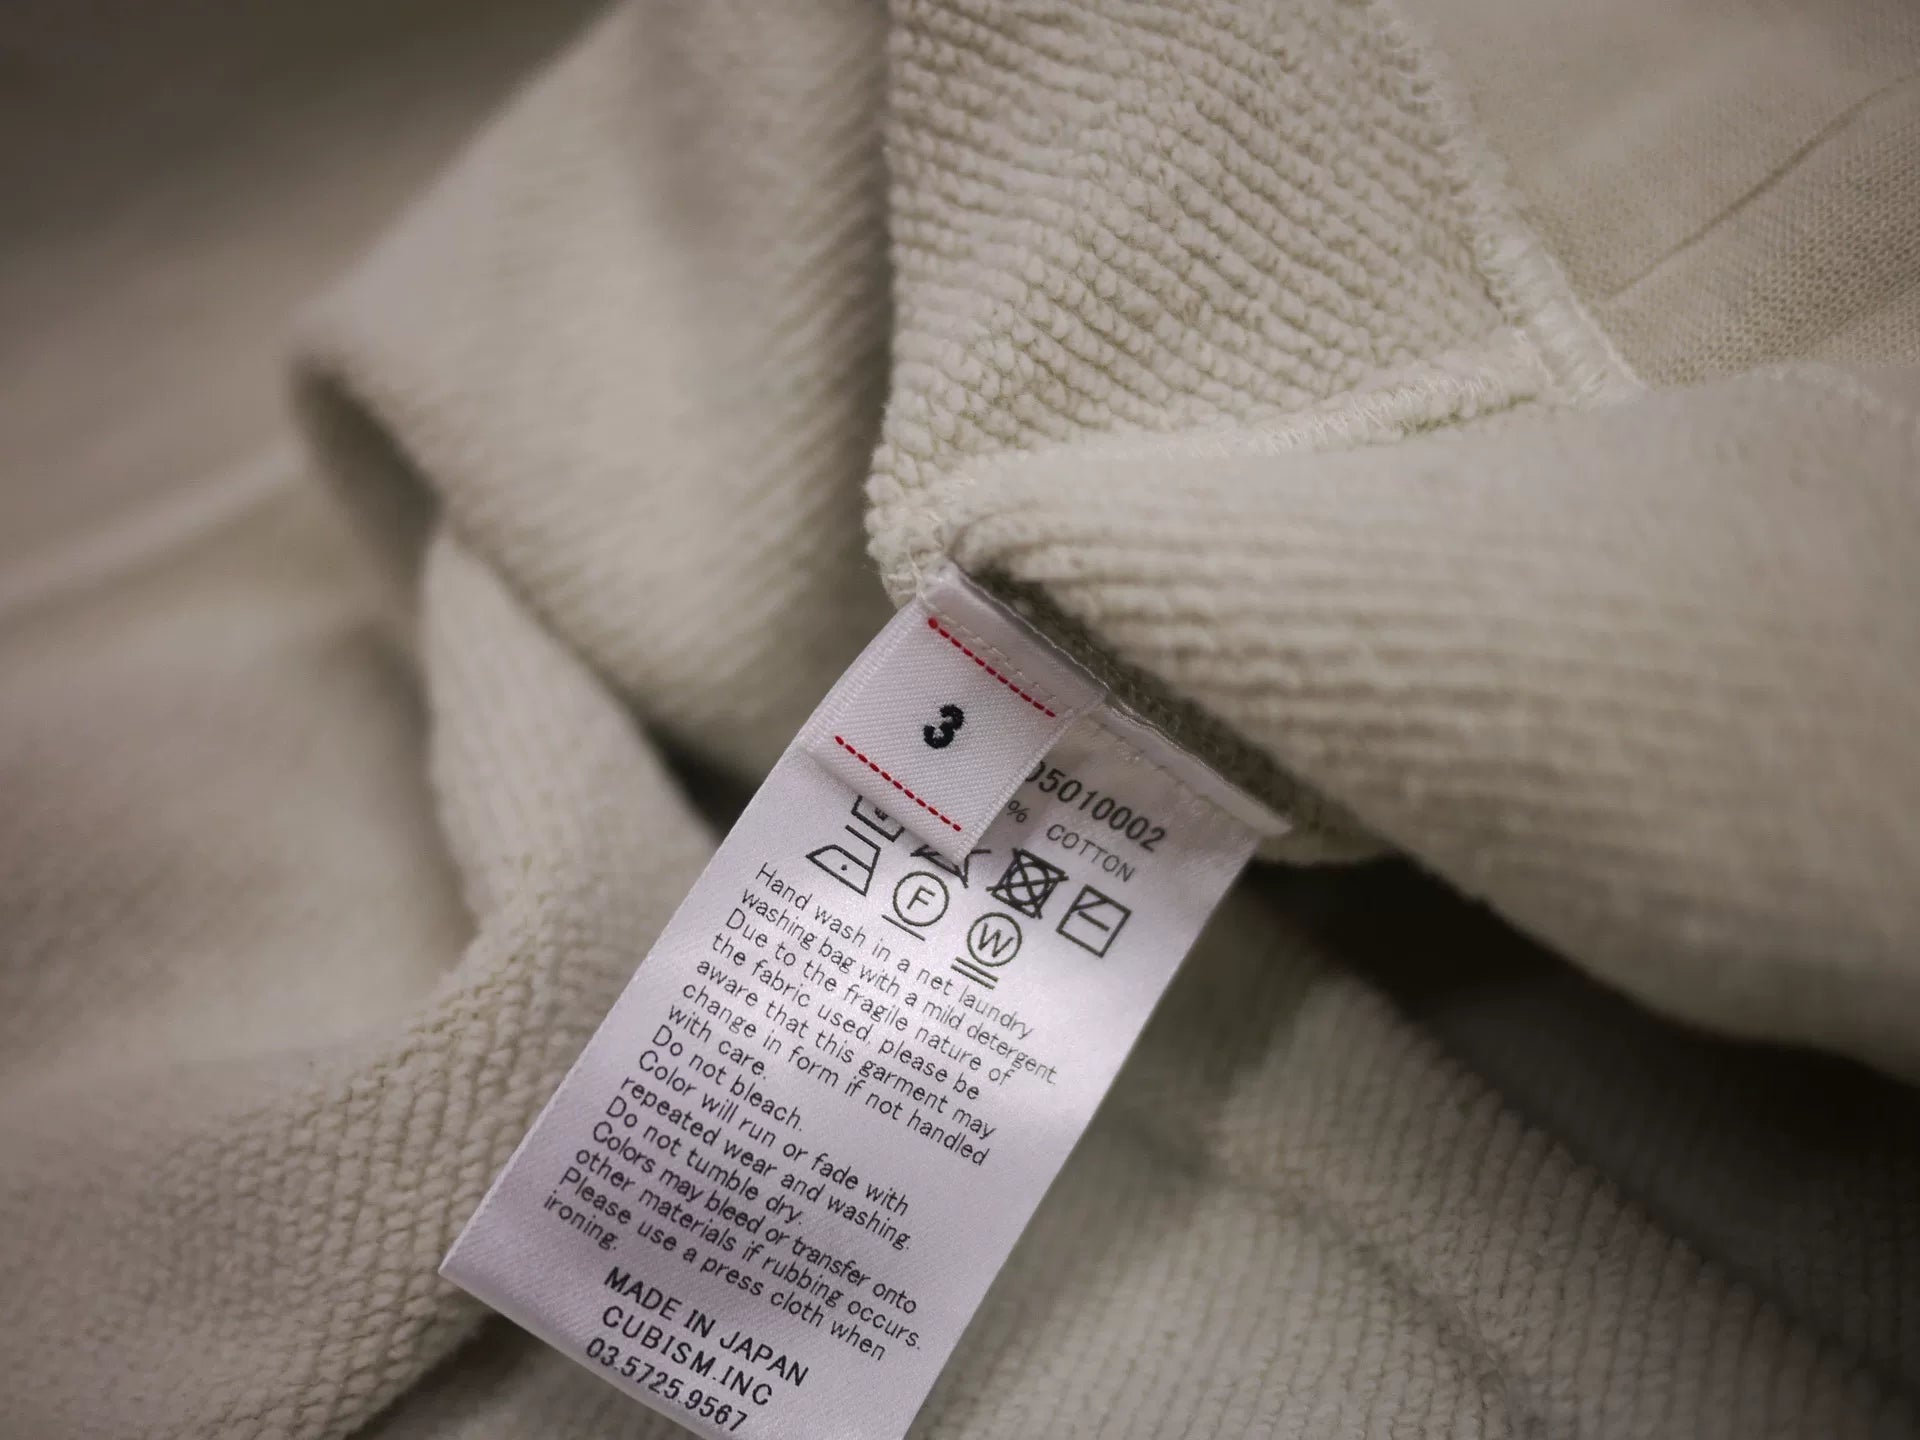 3
05010002
% COTTON
F
W
Hand wash in a net laundry
washing bag with a mild detergent.
Due to the fragile nature of
the fabric used, please be
aware that this garment may
change in form if not handled
with care.
Do not bleach.
Color will run or fade with
repeated wear and washing.
Do not tumble dry.
Colors may bleed or transfer onto
other materials if rubbing occurs.
Please use a press cloth when
ironing.
MADE IN JAPAN
CUBISM.INC
03.5725.9567